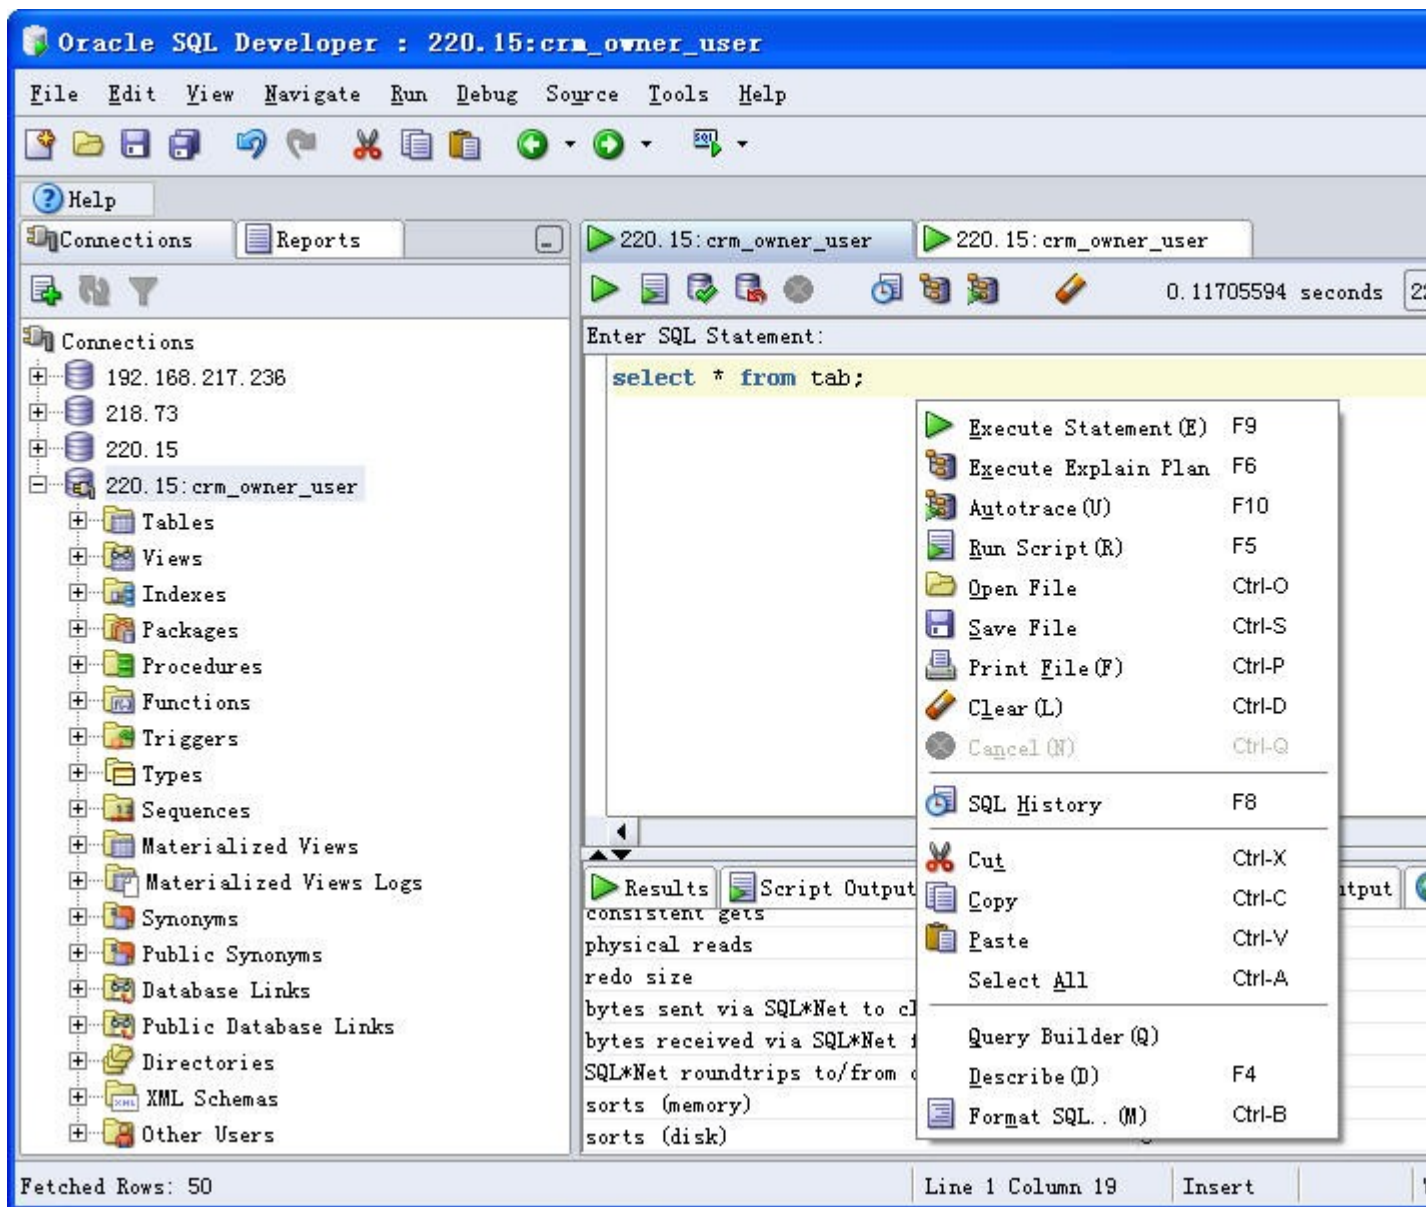 Oracle SQL Developer : 220.15:crm_owner_user
File Edit View Navigate Run Debug Source Tools Help
Help
Connections Reports
220.15:crm_owner_user 220.15:crm_owner_user
0.11705594 seconds
Enter SQL Statement:
select * from tab;
Connections
192.168.217.236
218.73
220.15
220.15:crm_owner_user
Tables
Views
Indexes
Packages
Procedures
Functions
Triggers
Types
Sequences
Materialized Views
Materialized Views Logs
Synonyms
Public Synonyms
Database Links
Public Database Links
Directories
XML Schemas
Other Users
Execute Statement(E) F9
Execute Explain Plan F6
Autotrace(U) F10
Run Script(R) F5
Open File Ctrl-O
Save File Ctrl-S
Print File(F) Ctrl-P
Clear(L) Ctrl-D
Cancel(N) Ctrl-Q
SQL History F8
Cut Ctrl-X
Copy Ctrl-C
Paste Ctrl-V
Select All Ctrl-A
Query Builder(Q)
Describe(D) F4
Format SQL..(M) Ctrl-B
Results Script Output
consistent gets
physical reads
redo size
bytes sent via SQL*Net to
bytes received via SQL*Net
SQL*Net roundtrips to/from
sorts (memory)
sorts (disk)
Fetched Rows: 50
Line 1 Column 19 Insert